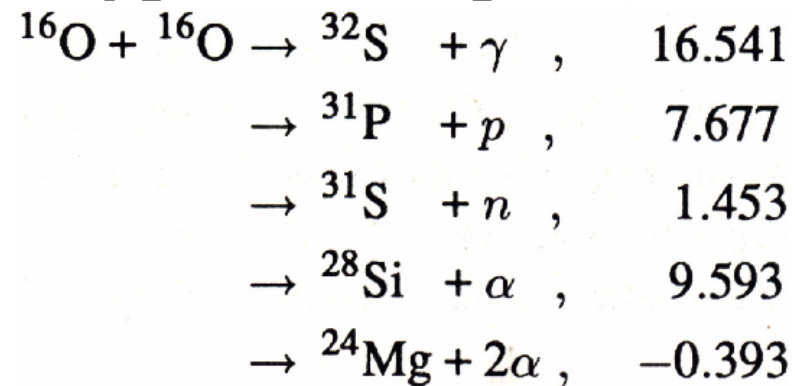 ¹⁶O + ¹⁶O → ³²S + γ , 16.541
→ ³¹P + p , 7.677
→ ³¹S + n , 1.453
→ ²⁸Si + α , 9.593
→ ²⁴Mg + 2α , −0.393